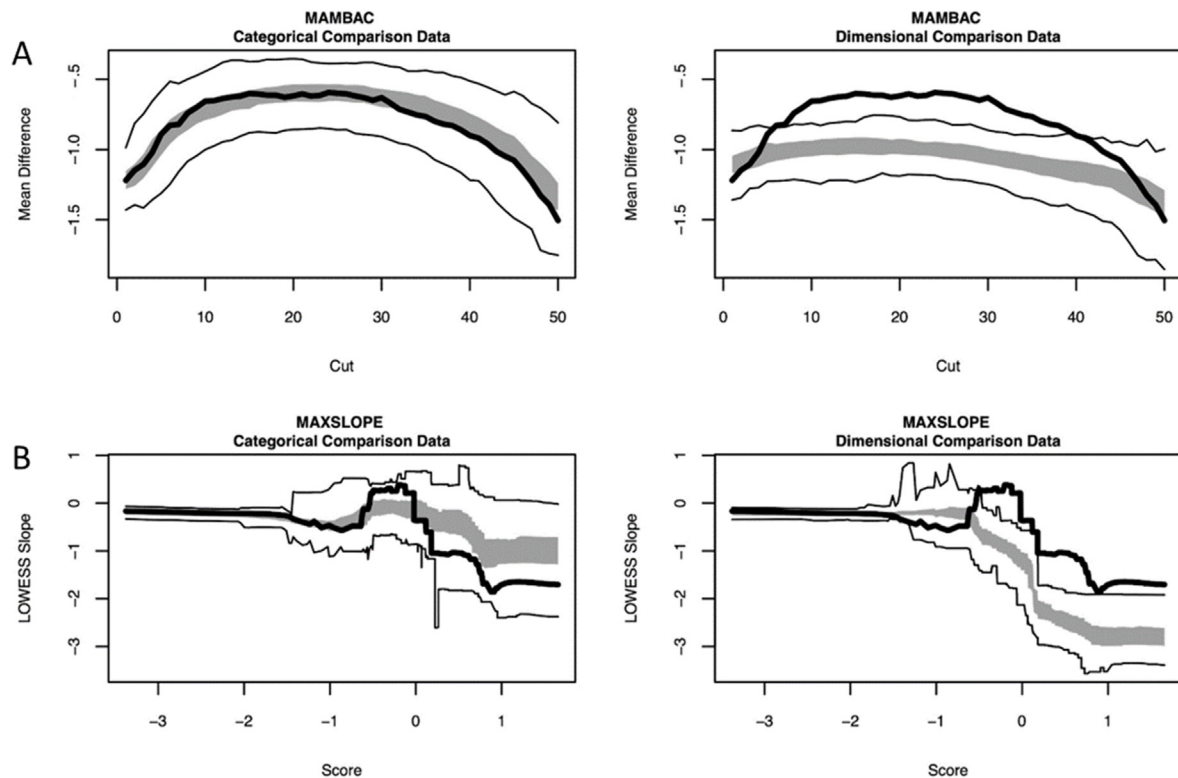 A
MAMBAC
Categorical Comparison Data
Mean Difference
-.5
-1.0
-1.5
0 10 20 30 40 50
Cut
MAMBAC
Dimensional Comparison Data
Mean Difference
-.5
-1.0
-1.5
0 10 20 30 40 50
Cut
B
MAXSLOPE
Categorical Comparison Data
LOWESS Slope
1
0
-1
-2
-3
-3 -2 -1 0 1
Score
MAXSLOPE
Dimensional Comparison Data
LOWESS Slope
1
0
-1
-2
-3
-3 -2 -1 0 1
Score